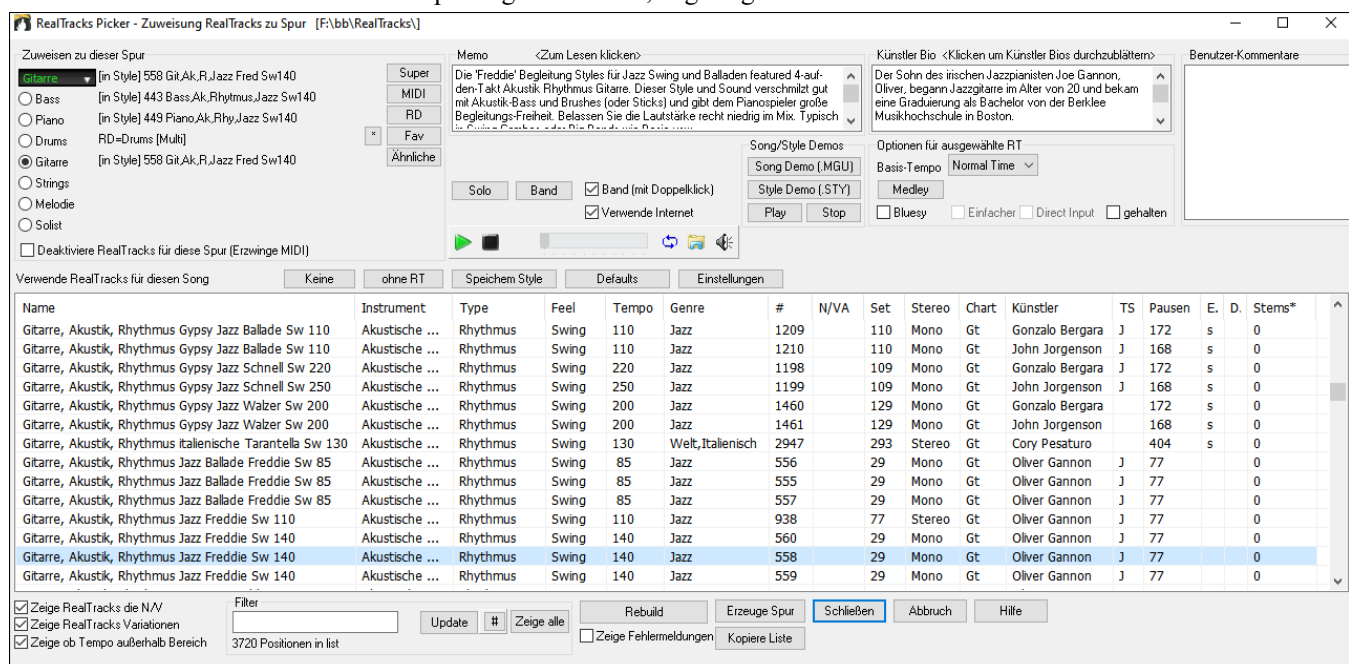 RealTracks Picker - Zuweisung RealTracks zu Spur [F:\bb\RealTracks\]
Zuweisen zu dieser Spur
Gitarre [in Style] 558 Git,Ak,R,Jazz Fred Sw140
Bass [in Style] 443 Bass,Ak,Rhytmus,Jazz Sw140
Piano [in Style] 449 Piano,Ak,Rhy,Jazz Sw140
Drums RD=Drums [Multi]
Gitarre [in Style] 558 Git,Ak,R,Jazz Fred Sw140
Strings
Melodie
Solist
Deaktiviere RealTracks für diese Spur (Erzwinge MIDI)
Super
MIDI
RD
* Fav
Ähnliche
Memo <Zum Lesen klicken>
Die 'Freddie' Begleitung Styles für Jazz Swing und Balladen featured 4-auf-
den-Takt Akustik Rhythmus Gitarre. Dieser Style und Sound verschmilzt gut
mit Akustik-Bass und Brushes (oder Sticks) und gibt dem Pianospieler große
Begleitungs-Freiheit. Belassen Sie die Lautstärke recht niedrig im Mix. Typisch
Künstler Bio <Klicken um Künstler Bios durchzublättern>
Der Sohn des irischen Jazzpianisten Joe Gannon,
Oliver, begann Jazzgitarre im Alter von 20 und bekam
eine Graduierung als Bachelor von der Berklee
Musikhochschule in Boston.
Benutzer-Kommentare
Solo Band Band (mit Doppelklick)
Verwende Internet
Song/Style Demos
Song Demo (.MGU)
Style Demo (.STY)
Play Stop
Optionen für ausgewählte RT
Basis-Tempo Normal Time
Medley
Bluesy Einfacher Direct Input gehalten
Verwende RealTracks für diesen Song Keine ohne RT Speichern Style Defaults Einstellungen
Name Instrument Type Feel Tempo Genre # N/VA Set Stereo Chart Künstler TS Pausen E. D. Stems*
Gitarre, Akustik, Rhythmus Gypsy Jazz Ballade Sw 110 Akustische ... Rhythmus Swing 110 Jazz 1209 110 Mono Gt Gonzalo Bergara J 172 s 0
Gitarre, Akustik, Rhythmus Gypsy Jazz Ballade Sw 110 Akustische ... Rhythmus Swing 110 Jazz 1210 110 Mono Gt John Jorgenson J 168 s 0
Gitarre, Akustik, Rhythmus Gypsy Jazz Schnell Sw 220 Akustische ... Rhythmus Swing 220 Jazz 1198 109 Mono Gt Gonzalo Bergara J 172 s 0
Gitarre, Akustik, Rhythmus Gypsy Jazz Schnell Sw 250 Akustische ... Rhythmus Swing 250 Jazz 1199 109 Mono Gt John Jorgenson J 168 s 0
Gitarre, Akustik, Rhythmus Gypsy Jazz Walzer Sw 200 Akustische ... Rhythmus Swing 200 Jazz 1460 129 Mono Gt Gonzalo Bergara 172 s 0
Gitarre, Akustik, Rhythmus Gypsy Jazz Walzer Sw 200 Akustische ... Rhythmus Swing 200 Jazz 1461 129 Mono Gt John Jorgenson 168 s 0
Gitarre, Akustik, Rhythmus italienische Tarantella Sw 130 Akustische ... Rhythmus Swing 130 Welt,Italienisch 2947 293 Stereo Gt Cory Pesaturo 404 s 0
Gitarre, Akustik, Rhythmus Jazz Ballade Freddie Sw 85 Akustische ... Rhythmus Swing 85 Jazz 556 29 Mono Gt Oliver Gannon J 77 0
Gitarre, Akustik, Rhythmus Jazz Ballade Freddie Sw 85 Akustische ... Rhythmus Swing 85 Jazz 555 29 Mono Gt Oliver Gannon J 77 0
Gitarre, Akustik, Rhythmus Jazz Ballade Freddie Sw 85 Akustische ... Rhythmus Swing 85 Jazz 557 29 Mono Gt Oliver Gannon J 77 0
Gitarre, Akustik, Rhythmus Jazz Freddie Sw 110 Akustische ... Rhythmus Swing 110 Jazz 938 77 Stereo Gt Oliver Gannon J 77 0
Gitarre, Akustik, Rhythmus Jazz Freddie Sw 140 Akustische ... Rhythmus Swing 140 Jazz 560 29 Mono Gt Oliver Gannon J 77 0
Gitarre, Akustik, Rhythmus Jazz Freddie Sw 140 Akustische ... Rhythmus Swing 140 Jazz 558 29 Mono Gt Oliver Gannon J 77 0
Gitarre, Akustik, Rhythmus Jazz Freddie Sw 140 Akustische ... Rhythmus Swing 140 Jazz 559 29 Mono Gt Oliver Gannon J 77 0
Zeige RealTracks die N/V
Zeige RealTracks Variationen
Zeige ob Tempo außerhalb Bereich
Filter
Update # Zeige alle
3720 Positionen in list
Rebuild Erzeuge Spur Schließen Abbruch Hilfe
Zeige Fehlermeldungen Kopiere Liste